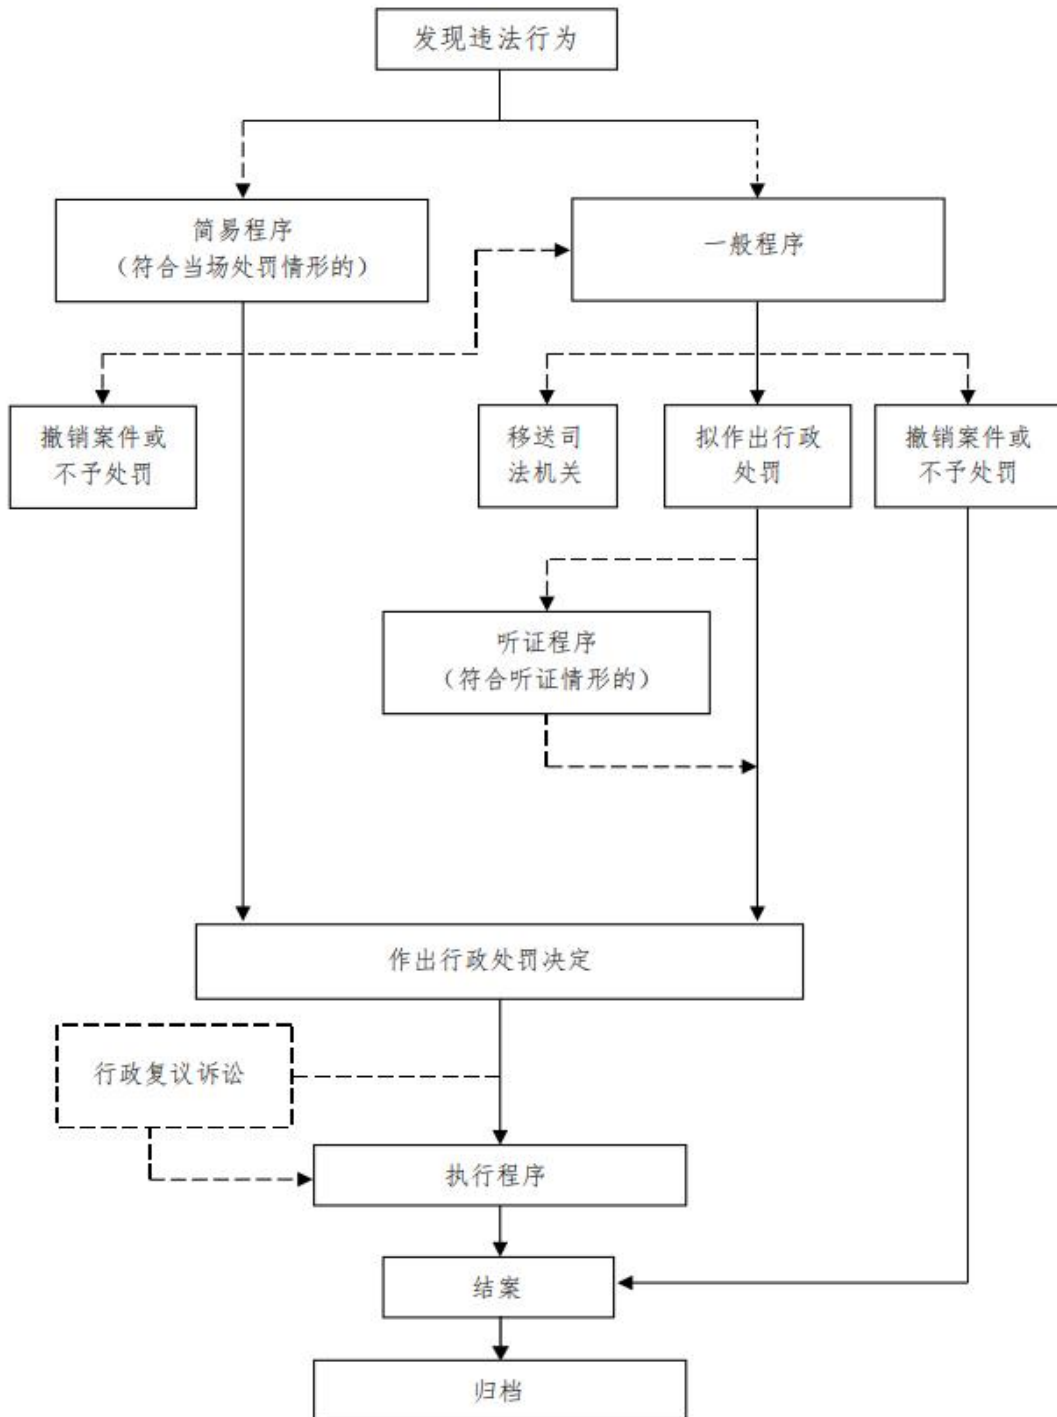 发现违法行为
简易程序
（符合当场处罚情形的）
一般程序
撤销案件或
不予处罚
移送司
法机关
拟作出行政
处罚
撤销案件或
不予处罚
听证程序
（符合听证情形的）
作出行政处罚决定
行政复议诉讼
执行程序
结案
归档